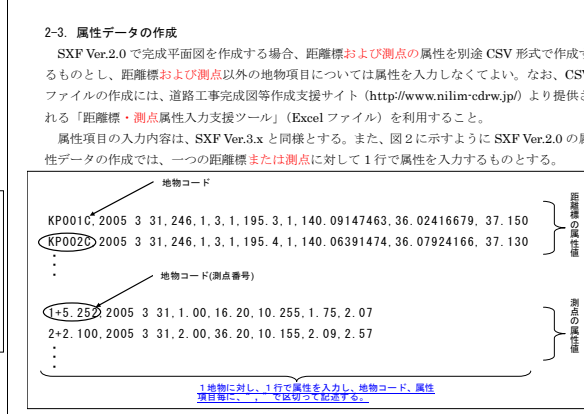 2-3. 属性データの作成
SXF Ver.2.0 で完成平面図を作成する場合、距離標および測点の属性を別途 CSV 形式で作成す
るものとし、距離標および測点以外の地物項目については属性を入力しなくてよい。なお、CSV
ファイルの作成には、道路工事完成図等作成支援サイト（http://www.nilim-cdrw.jp/）より提供さ
れる「距離標・測点属性入力支援ツール」（Excel ファイル）を利用すること。
属性項目の入力内容は、SXF Ver.3.x と同様とする。また、図２に示すように SXF Ver.2.0 の属
性データの作成では、一つの距離標または測点に対して 1 行で属性を入力するものとする。
地物コード
KP001C,2005 3 31,246,1,3,1,195.3,1,140.09147463,36.02416679, 37.150
KP002C,2005 3 31,246,1,3,1,195.4,1,140.06391474,36.07924166, 37.130
・
・
距離標の属性値
地物コード(測点番号)
1+5.252,2005 3 31,1.00,16.20,10.255,1.75,2.07
2+2.100,2005 3 31,2.00,36.20,10.155,2.09,2.57
・
・
測点の属性値
１地物に対し、１行で属性を入力し、地物コード、属性
項目毎に、"，"で区切って記述する。